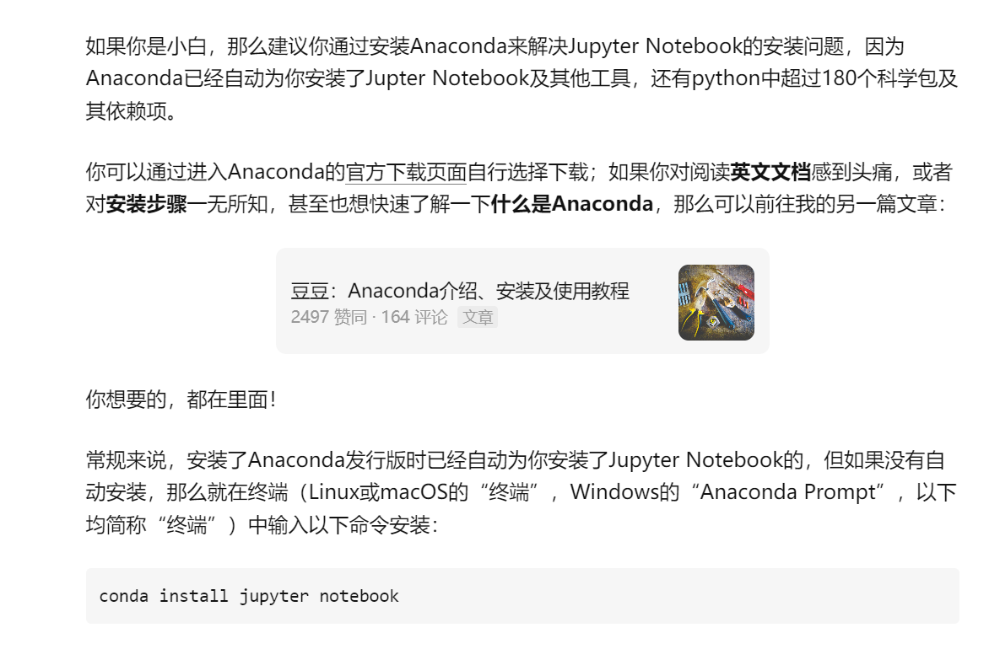 如果你是小白，那么建议你通过安装Anaconda来解决Jupyter Notebook的安装问题，因为
Anaconda已经自动为你安装了Jupter Notebook及其他工具，还有python中超过180个科学包及
其依赖项。
你可以通过进入Anaconda的官方下载页面自行选择下载；如果你对阅读英文文档感到头痛，或者
对安装步骤一无所知，甚至也想快速了解一下什么是Anaconda，那么可以前往我的另一篇文章：
豆豆：Anaconda介绍、安装及使用教程
2497 赞同 · 164 评论 文章
你想要的，都在里面！
常规来说，安装了Anaconda发行版时已经自动为你安装了Jupyter Notebook的，但如果没有自
动安装，那么就在终端（Linux或macOS的“终端”，Windows的“Anaconda Prompt”，以下
均简称“终端”）中输入以下命令安装：
conda install jupyter notebook